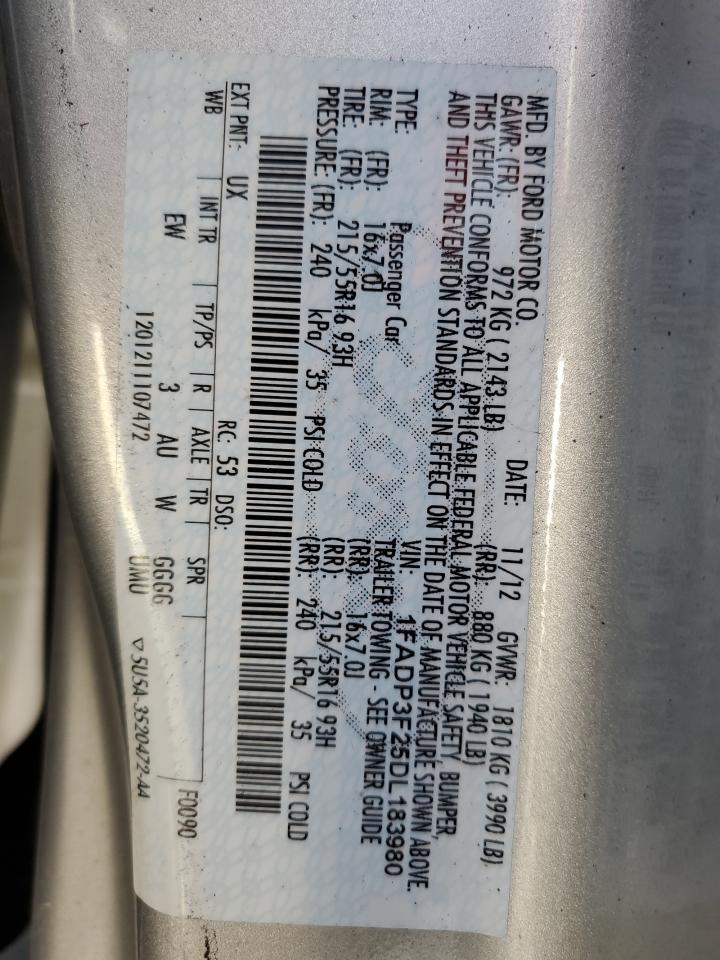 MFD. BY FORD MOTOR CO.
DATE: 11/12 GVWR: 1810 KG ( 3990 LB)
GAWR: (FR): 972 KG ( 2143 LB) (RR): 880 KG ( 1940 LB)
THIS VEHICLE CONFORMS TO ALL APPLICABLE FEDERAL MOTOR VEHICLE SAFETY, BUMPER,
AND THEFT PREVENTION STANDARDS IN EFFECT ON THE DATE OF MANUFACTURE SHOWN ABOVE.
VIN: 1FADP3F25DL183980
TYPE: Passenger Car TRAILER TOWING - SEE OWNER GUIDE
RIM: (FR): 16x7.0J (RR): 16x7.0J
TIRE: (FR): 215/55R16 93H (RR): 215/55R16 93H
PRESSURE: (FR): 240 kPa/ 35 PSI COLD (RR): 240 kPa/ 35 PSI COLD
EXT PNT: UX RC: 53 DSO: F0090
WB INT TR TP/PS R AXLE TR SPR
EW 3 AU W GGGG
120121107472 UMU ▽5U5A-3520472-AA